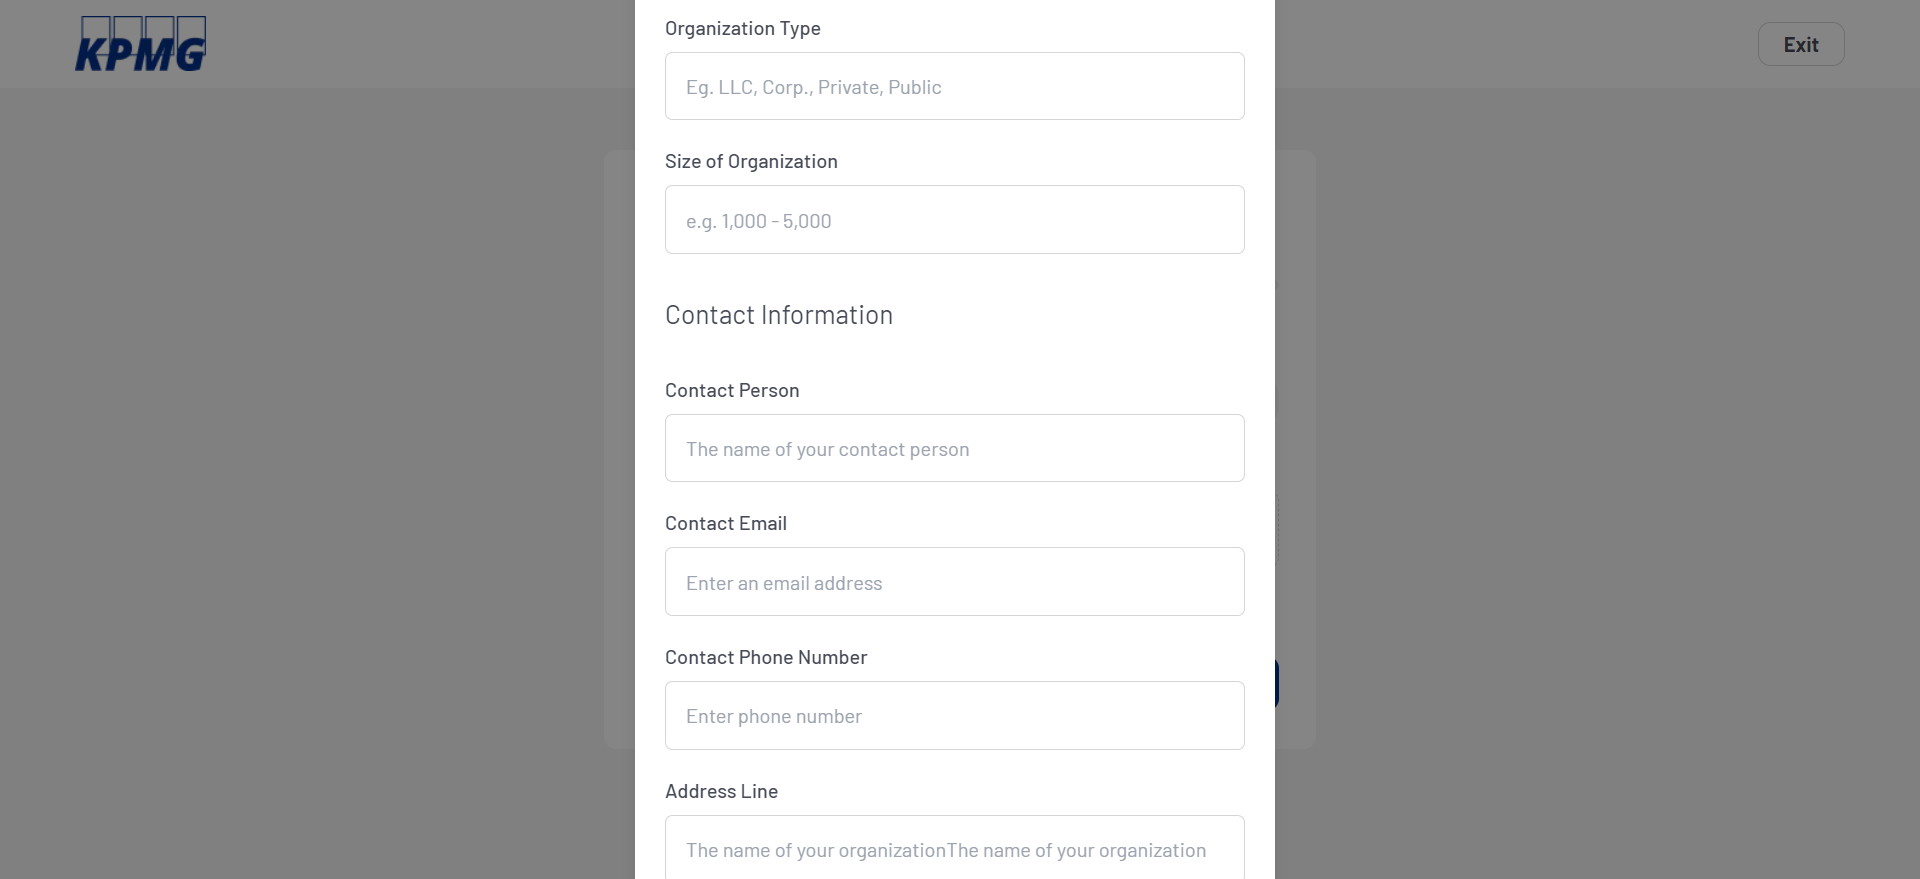 KPMG
Exit
Organization Type
Eg. LLC, Corp., Private, Public
Size of Organization
e.g. 1,000 - 5,000
Contact Information
Contact Person
The name of your contact person
Contact Email
Enter an email address
Contact Phone Number
Enter phone number
Address Line
The name of your organizationThe name of your organization